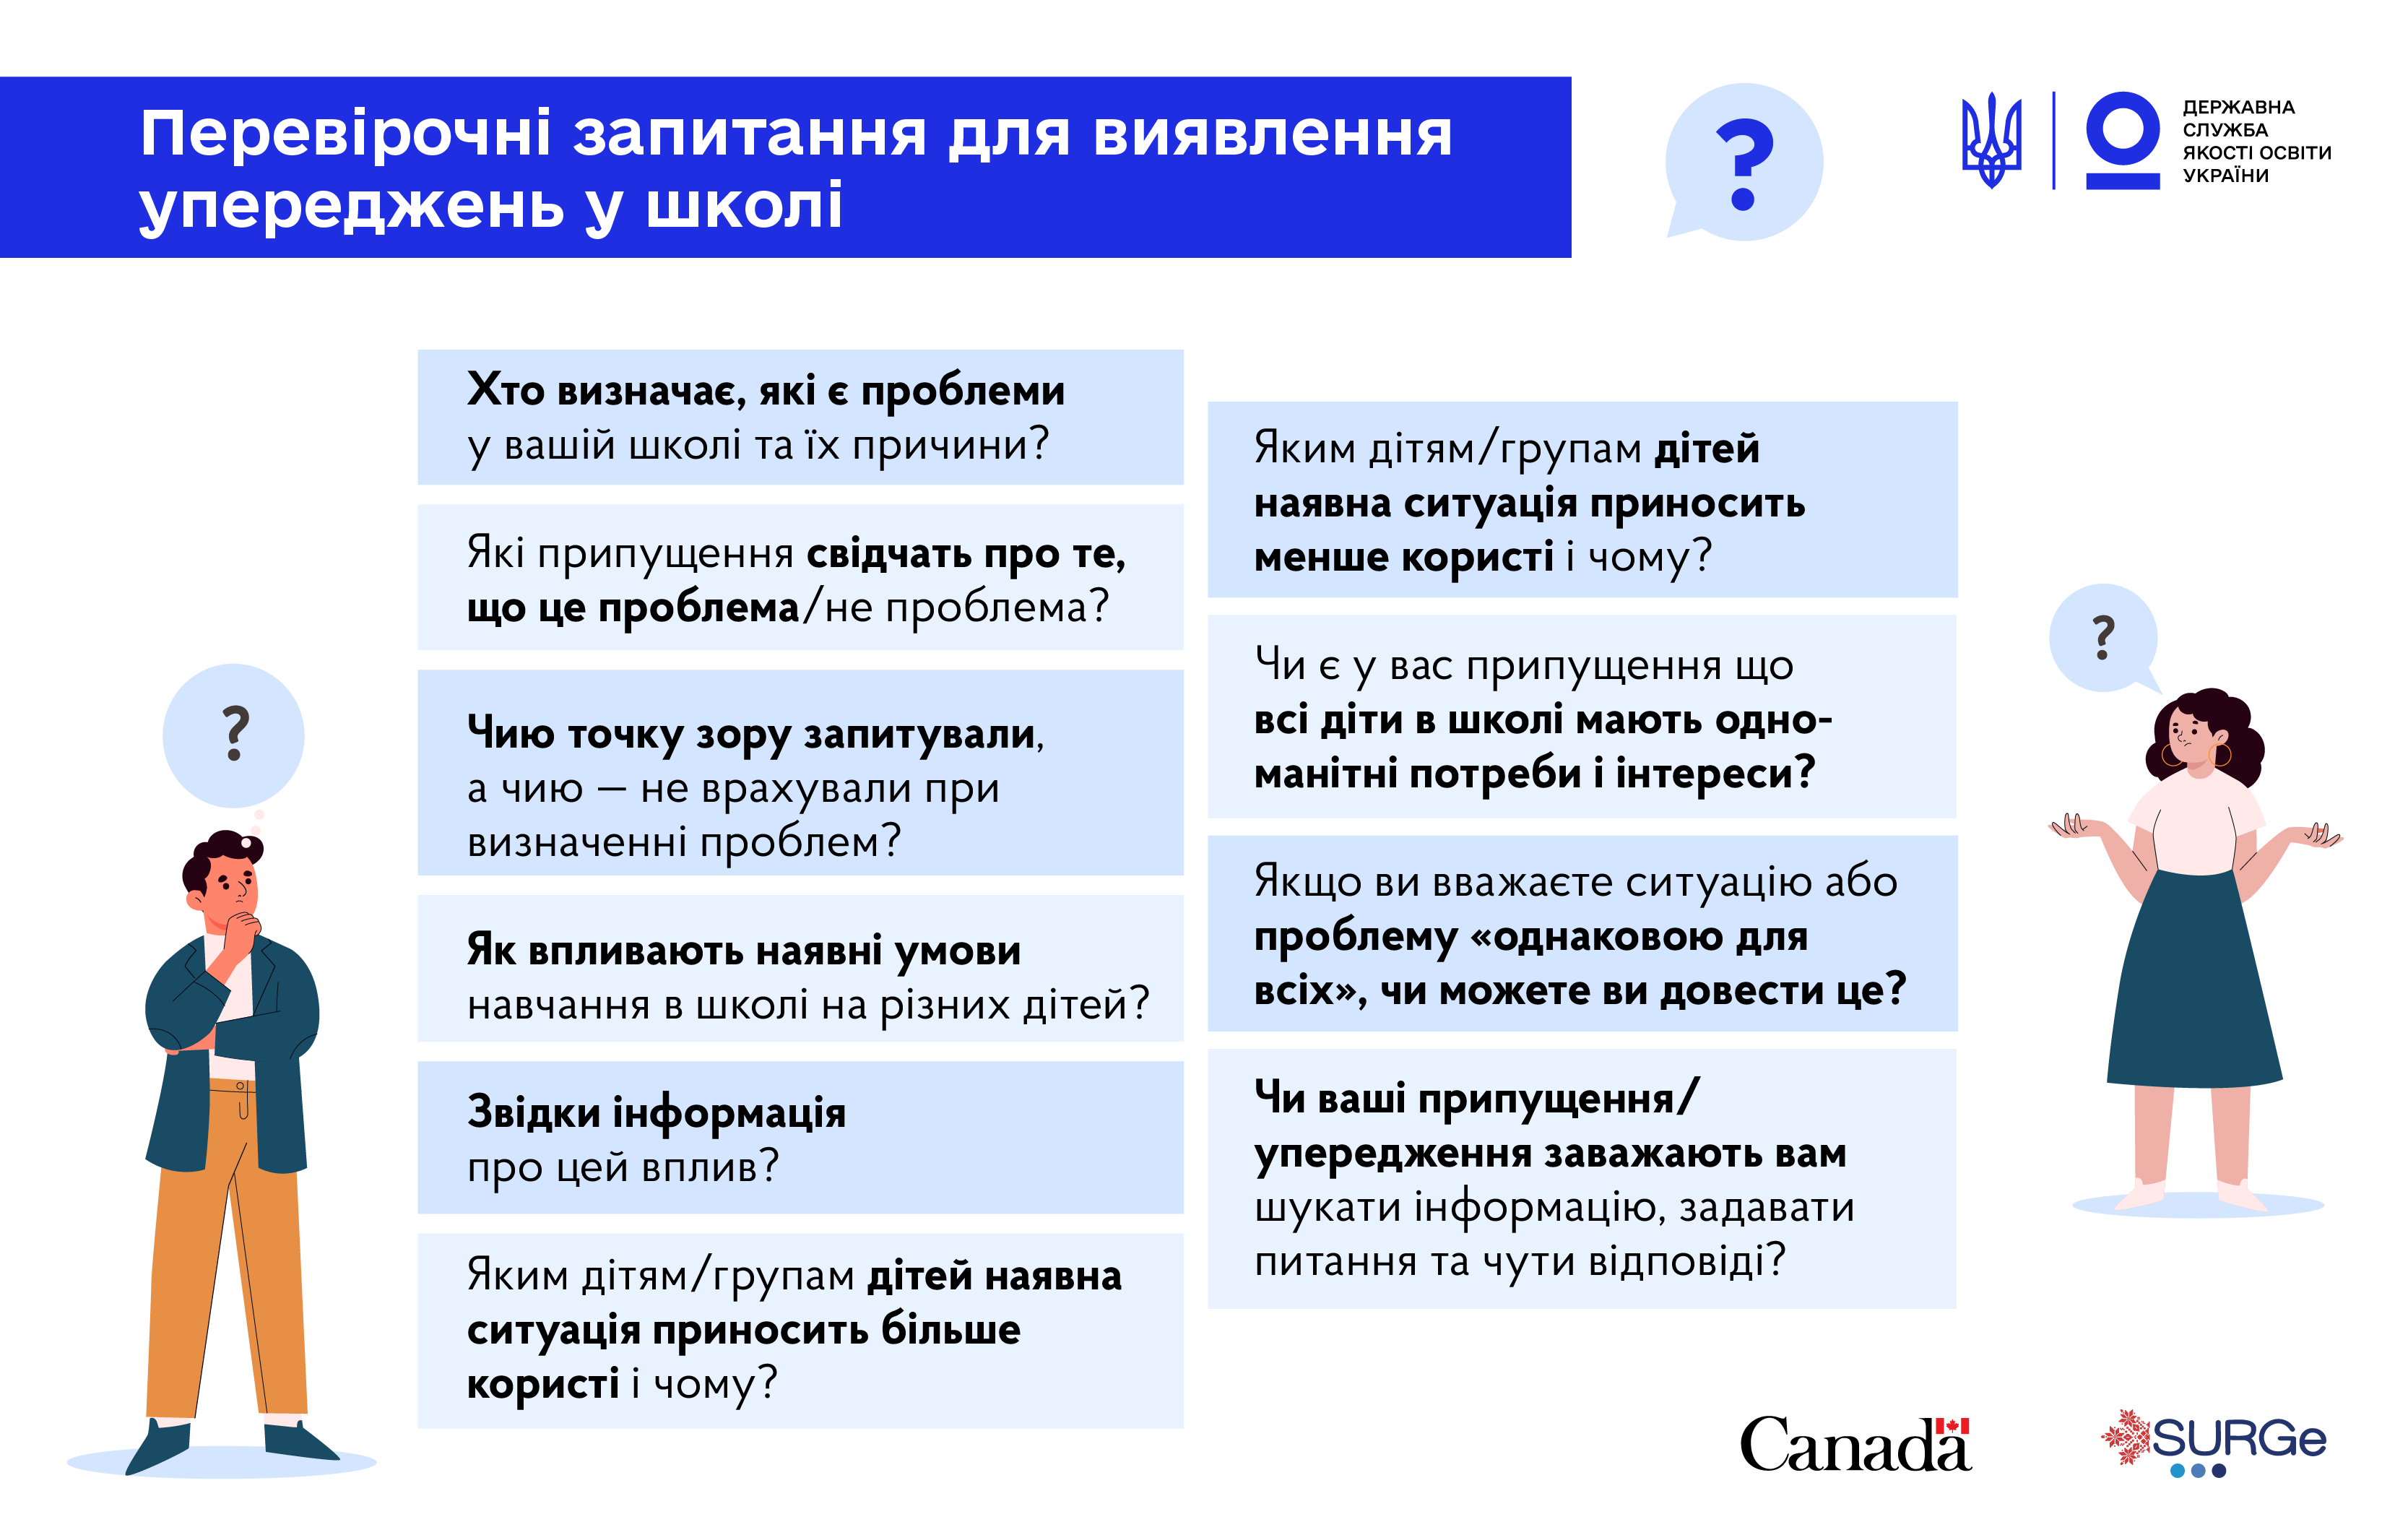 Перевірочні запитання для виявлення
упереджень у школі
?
ДЕРЖАВНА
СЛУЖБА
ЯКОСТІ ОСВІТИ
УКРАЇНИ
Хто визначає, які є проблеми
у вашій школі та їх причини?
Які припущення свідчать про те,
що це проблема/не проблема?
Чию точку зору запитували,
а чию — не врахували при
визначенні проблем?
Як впливають наявні умови
навчання в школі на різних дітей?
Звідки інформація
про цей вплив?
Яким дітям/групам дітей наявна
ситуація приносить більше
користі і чому?
Яким дітям/групам дітей
наявна ситуація приносить
менше користі і чому?
Чи є у вас припущення що
всі діти в школі мають одно-
манітні потреби і інтереси?
Якщо ви вважаєте ситуацію або
проблему «однаковою для
всіх», чи можете ви довести це?
Чи ваші припущення/
упередження заважають вам
шукати інформацію, задавати
питання та чути відповіді?
?
?
Canada
SURGe